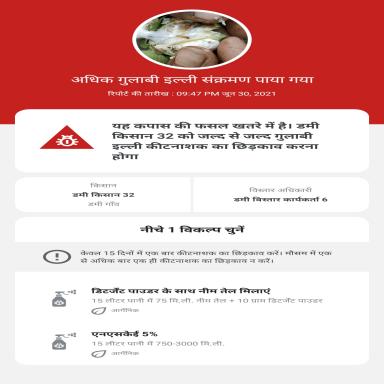 अधिक गुलाबी इल्ली संक्रमण पाया गया
रिपोर्ट की तारीख : 09:47 PM जून 30, 2021
यह कपास की फसल खतरे में है। डमी
किसान 32 को जल्द से जल्द गुलाबी
इल्ली कीटनाशक का छिड़काव करना
होगा
किसान
डमी किसान 32
डमी गाँव
विस्तार अधिकारी
डमी विस्तार कार्यकर्ता 6
नीचे 1 विकल्प चुनें
केवल 15 दिनों में एक बार कीटनाशक का छिड़काव करें। मौसम में एक
से अधिक बार एक ही कीटनाशक का छिड़काव न करें।
डिटर्जेंट पाउडर के साथ नीम तेल मिलाएं
15 लीटर पानी में 75 मि.ली. नीम तेल + 10 ग्राम डिटर्जेंट पाउडर
आर्गेनिक
एनएसकेई 5%
15 लीटर पानी में 750-3000 मि.ली.
आर्गेनिक